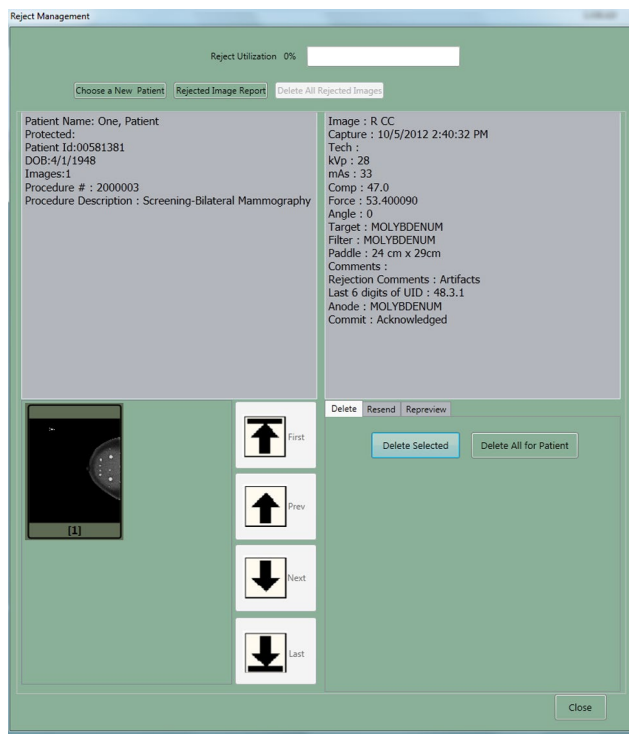 Reject Management
Reject Utilization 0%
Choose a New Patient Rejected Image Report Delete All Rejected Images
Patient Name: One, Patient
Protected:
Patient Id:00581381
DOB:4/1/1948
Images:1
Procedure # : 2000003
Procedure Description : Screening-Bilateral Mammography
Image : R CC
Capture : 10/5/2012 2:40:32 PM
Tech :
kVp : 28
mAs : 33
Comp : 47.0
Force : 53.400090
Angle : 0
Target : MOLYBDENUM
Filter : MOLYBDENUM
Paddle : 24 cm x 29cm
Comments :
Rejection Comments : Artifacts
Last 6 digits of UID : 48.3.1
Anode : MOLYBDENUM
Commit : Acknowledged
[1]
First
Prev
Next
Last
Delete Resend Repreview
Delete Selected Delete All for Patient
Close